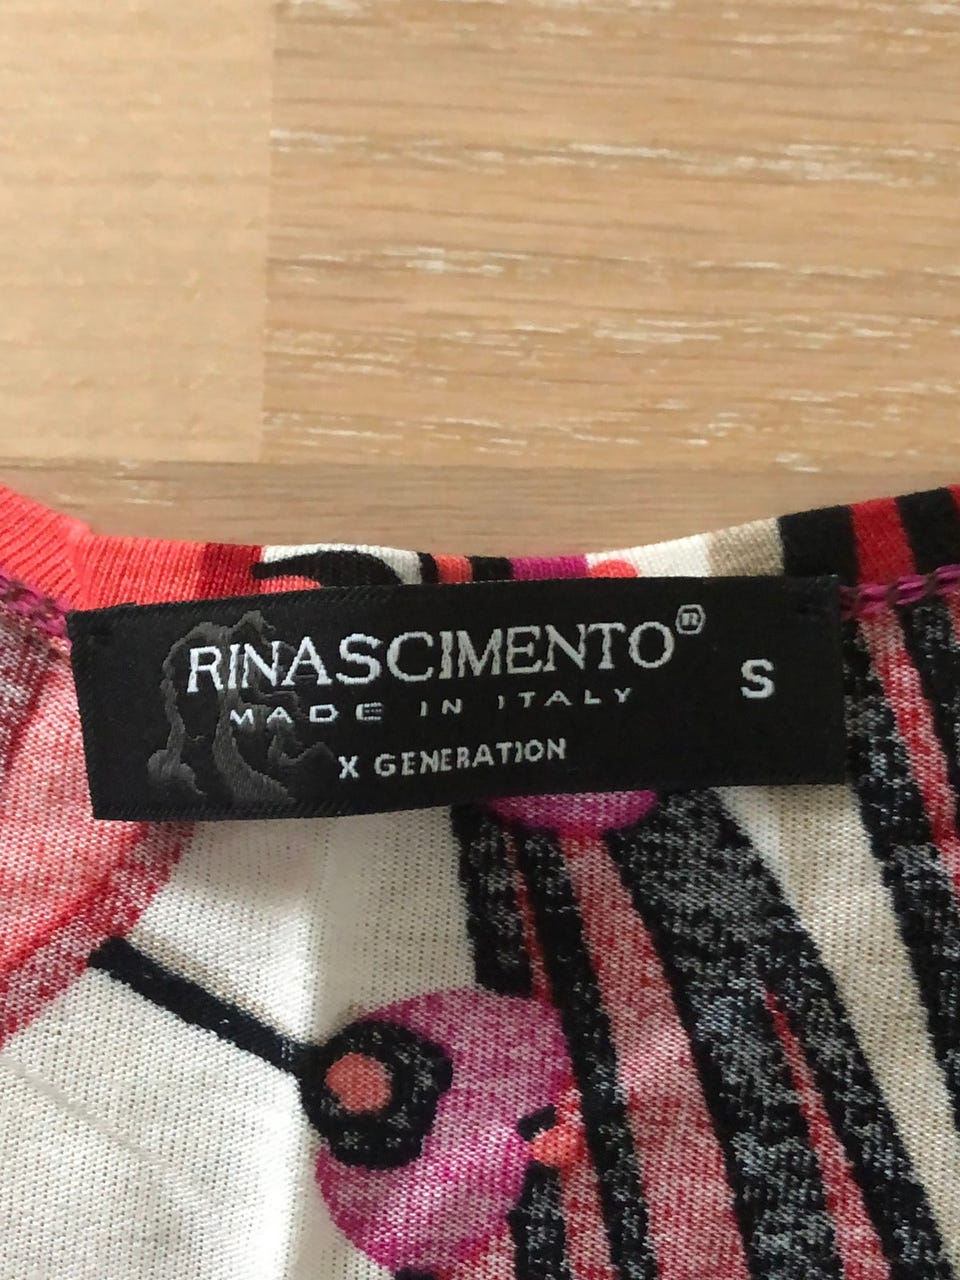 RINASCIMENTO®
MADE IN ITALY
X GENERATION
S